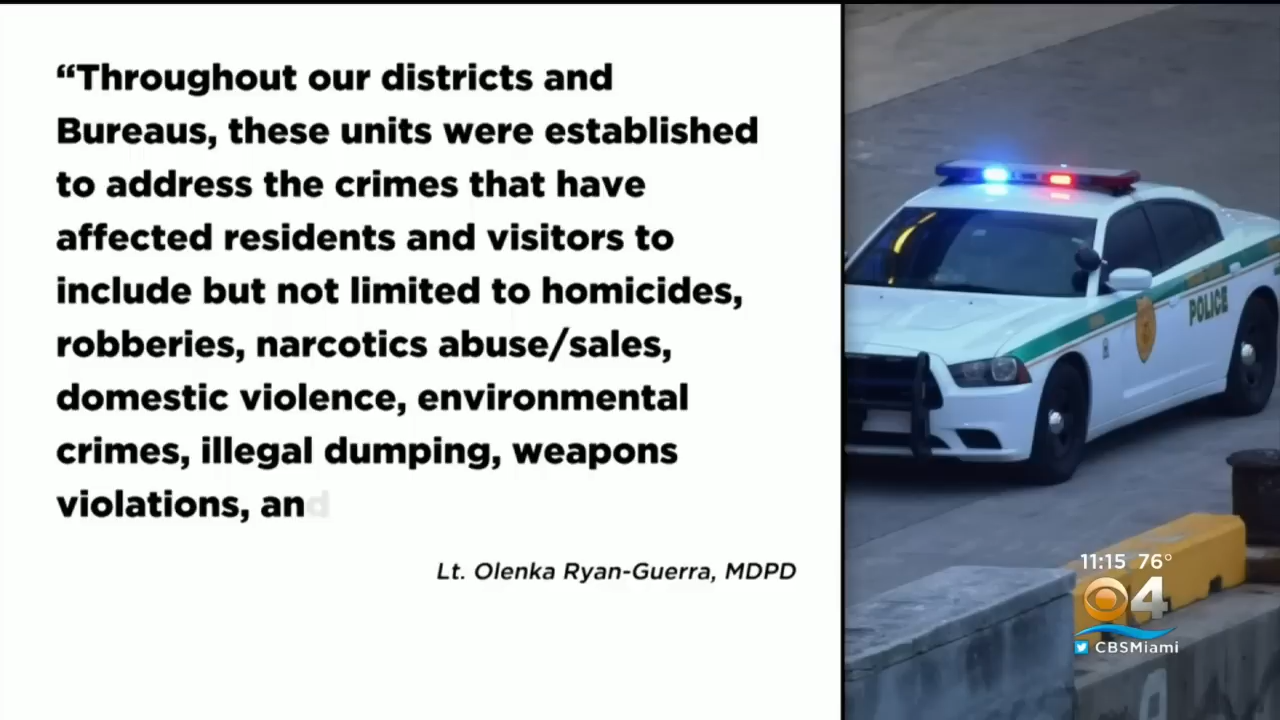 “Throughout our districts and
Bureaus, these units were established
to address the crimes that have
affected residents and visitors to
include but not limited to homicides,
robberies, narcotics abuse/sales,
domestic violence, environmental
crimes, illegal dumping, weapons
violations, and
Lt. Olenka Ryan-Guerra, MDPD
POLICE
11:15 76°
4
CBSMiami